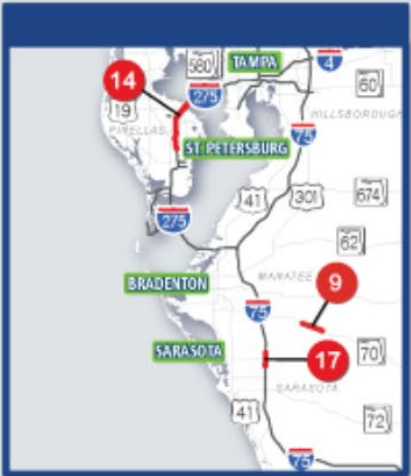 580
TAMPA
4
14
275
60
19
HILLSBOROUGH
PINELLAS
75
ST. PETERSBURG
41
301
674
275
62
MANATEE
9
BRADENTON
75
SARASOTA
17
70
SARASOTA
41
72
75